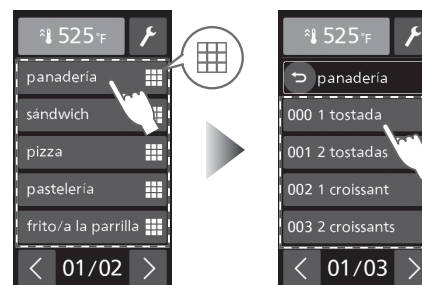 525°F
panadería
sándwich
pizza
pastelería
frito/a la parrilla
01/02
525°F
panadería
000 1 tostada
001 2 tostadas
002 1 croissant
003 2 croissants
01/03